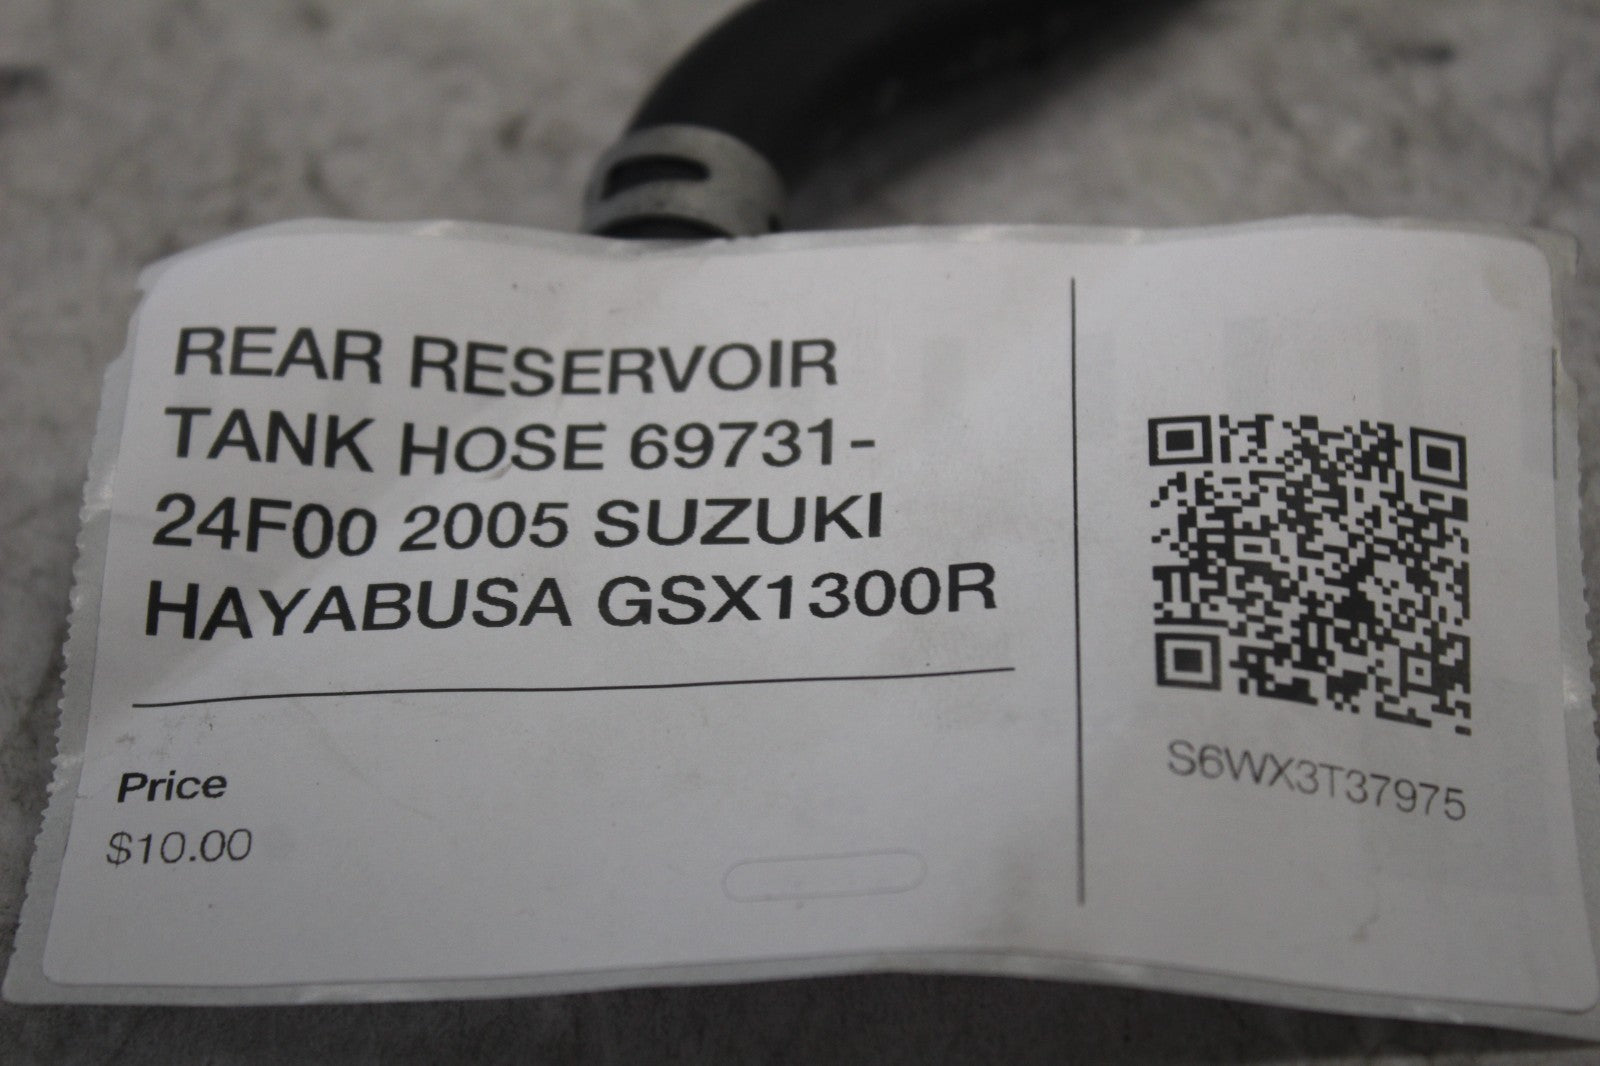 REAR RESERVOIR
TANK HOSE 69731-
24F00 2005 SUZUKI
HAYABUSA GSX1300R
Price
$10.00
S6WX3T37975